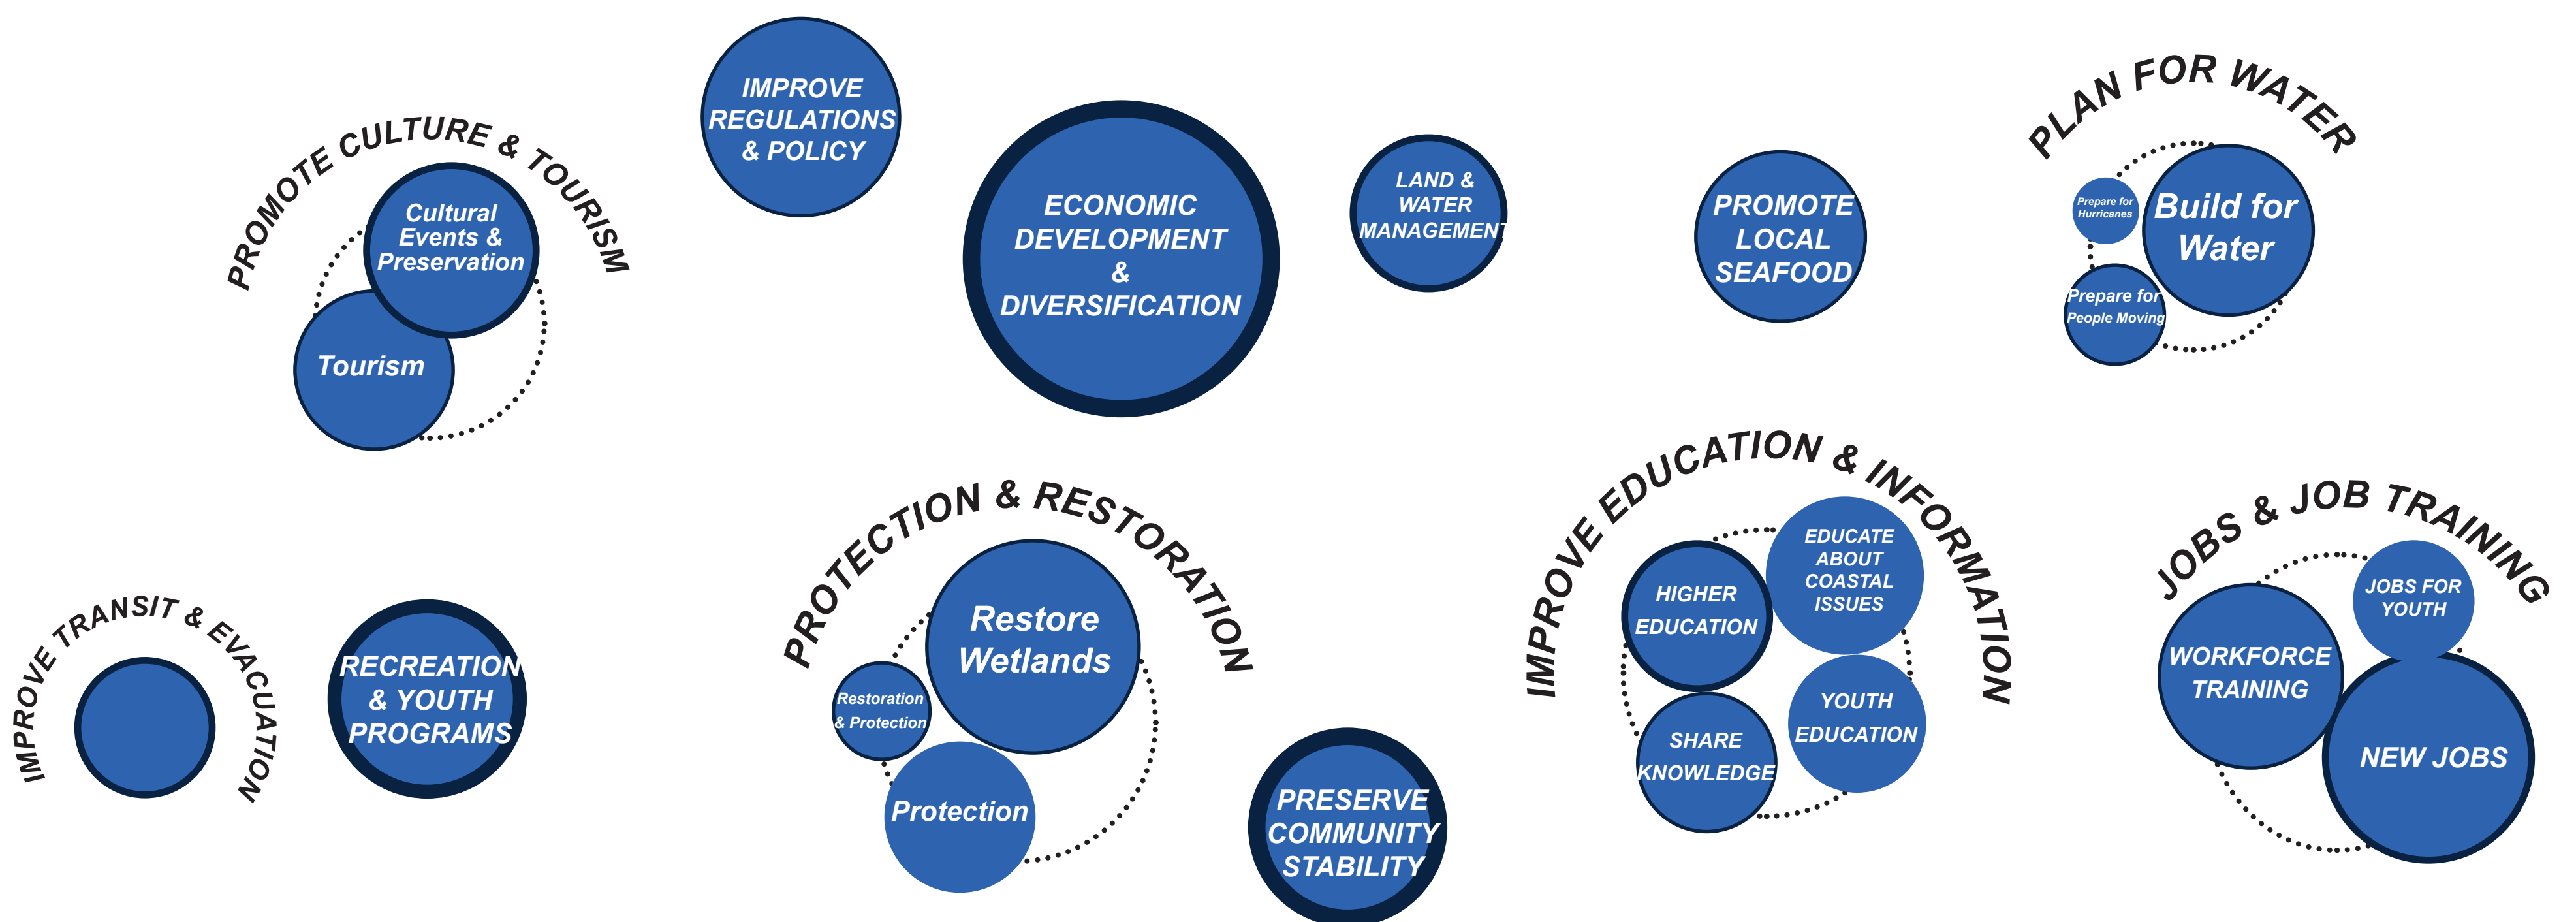 PROMOTE CULTURE & TOURISM
Cultural
Events &
Preservation
Tourism
IMPROVE
REGULATIONS
& POLICY
ECONOMIC
DEVELOPMENT
&
DIVERSIFICATION
LAND &
WATER
MANAGEMENT
PROMOTE
LOCAL
SEAFOOD
PLAN FOR WATER
Prepare for
Hurricanes
Build for
Water
Prepare for
People Moving
IMPROVE TRANSIT & EVACUATION
RECREATION
& YOUTH
PROGRAMS
PROTECTION & RESTORATION
Restore
Wetlands
Restoration
& Protection
Protection
PRESERVE
COMMUNITY
STABILITY
IMPROVE EDUCATION & INFORMATION
HIGHER
EDUCATION
EDUCATE
ABOUT
COASTAL
ISSUES
SHARE
KNOWLEDGE
YOUTH
EDUCATION
JOBS & JOB TRAINING
JOBS FOR
YOUTH
WORKFORCE
TRAINING
NEW JOBS